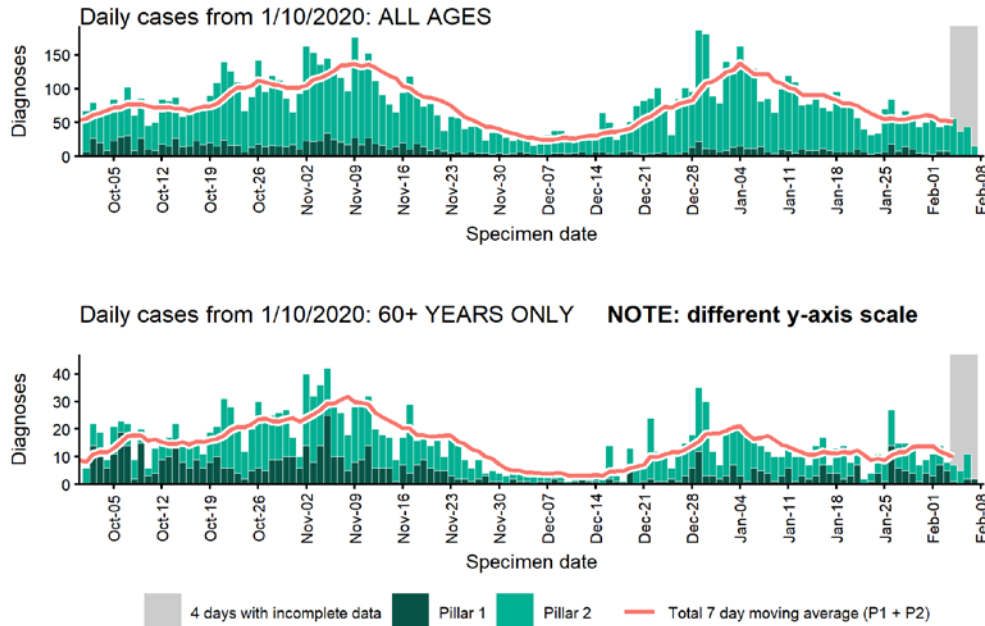 Daily cases from 1/10/2020: ALL AGES
150
100
50
0
Diagnoses
Oct-05
Oct-12
Oct-19
Oct-26
Nov-02
Nov-09
Nov-16
Nov-23
Nov-30
Dec-07
Dec-14
Dec-21
Dec-28
Jan-04
Jan-11
Jan-18
Jan-25
Feb-01
Feb-08
Specimen date
Daily cases from 1/10/2020: 60+ YEARS ONLY NOTE: different y-axis scale
40
30
20
10
0
Diagnoses
Oct-05
Oct-12
Oct-19
Oct-26
Nov-02
Nov-09
Nov-16
Nov-23
Nov-30
Dec-07
Dec-14
Dec-21
Dec-28
Jan-04
Jan-11
Jan-18
Jan-25
Feb-01
Feb-08
Specimen date
4 days with incomplete data Pillar 1 Pillar 2 Total 7 day moving average (P1 + P2)